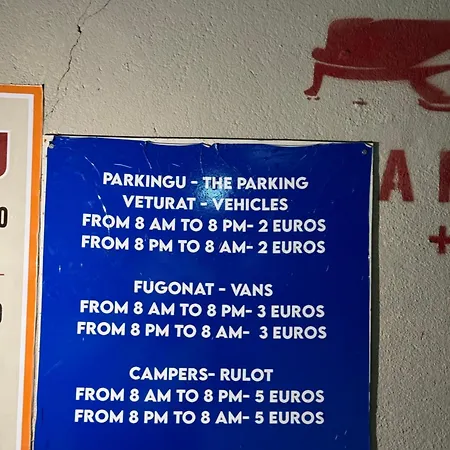 PARKINGU - THE PARKING
VETURAT - VEHICLES
FROM 8 AM TO 8 PM- 2 EUROS
FROM 8 PM TO 8 AM- 2 EUROS
FUGONAT - VANS
FROM 8 AM TO 8 PM- 3 EUROS
FROM 8 PM TO 8 AM- 3 EUROS
CAMPERS- RULOT
FROM 8 AM TO 8 PM- 5 EUROS
FROM 8 PM TO 8 AM- 5 EUROS